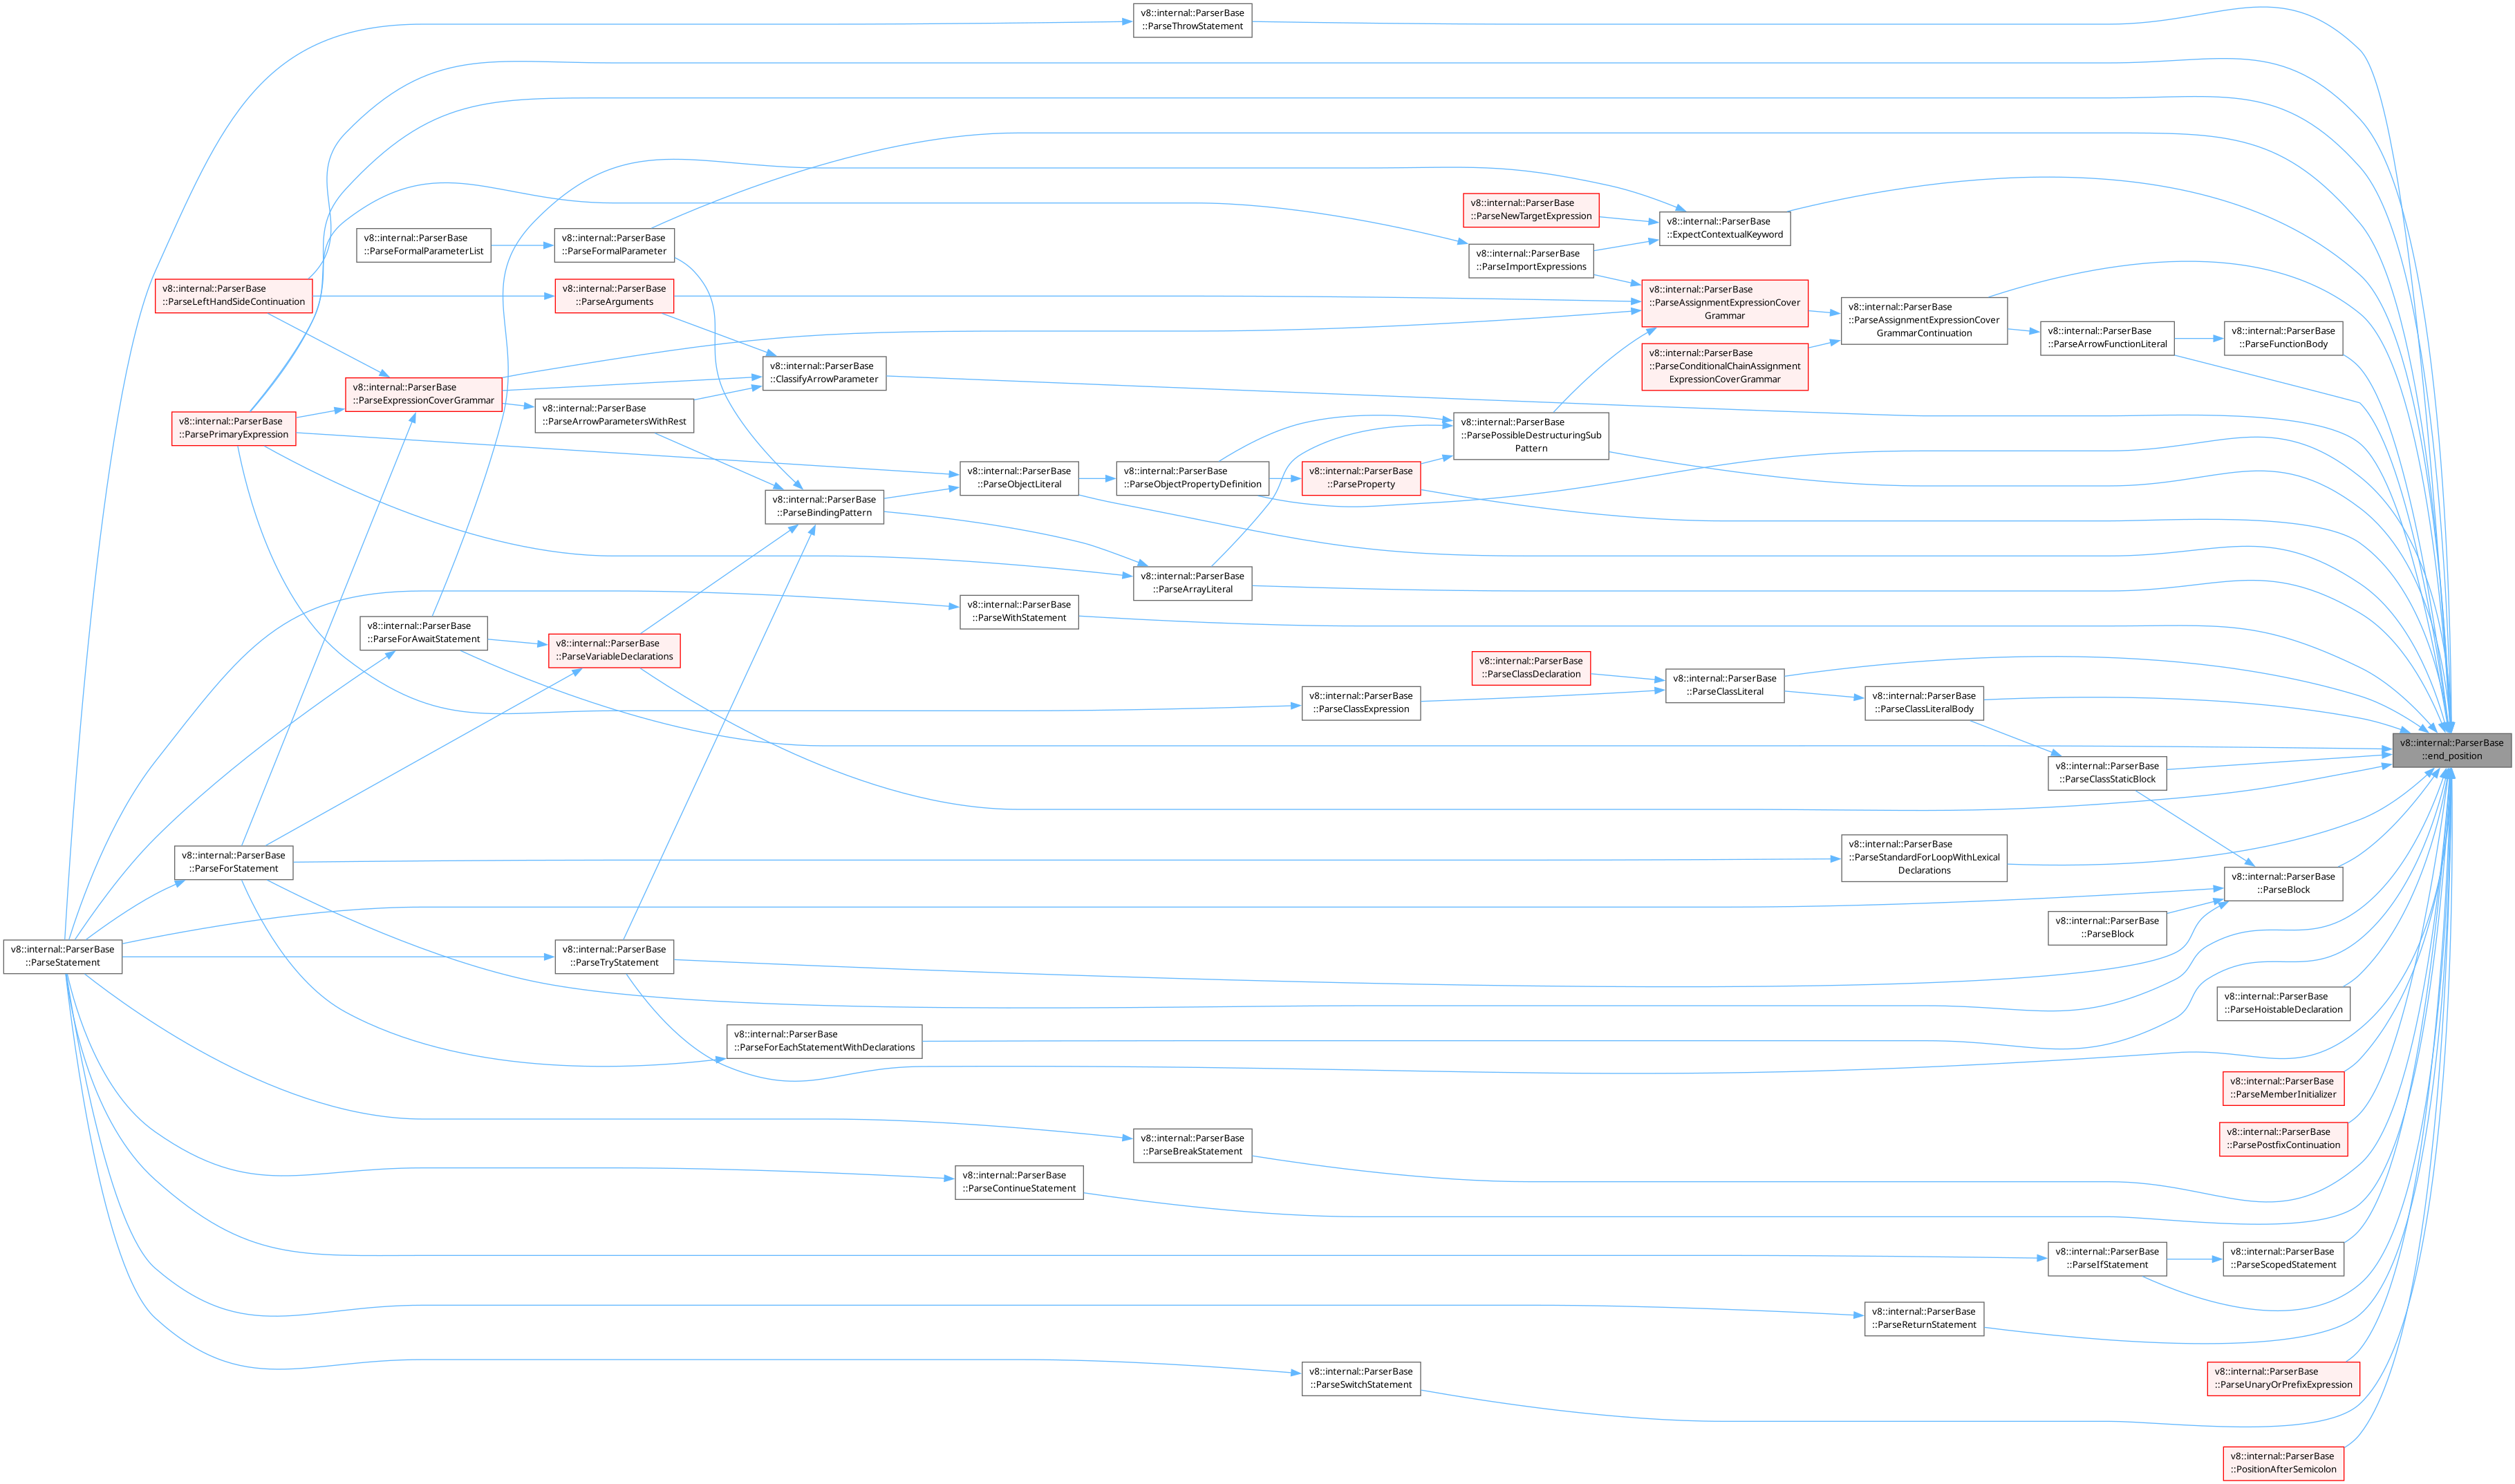 v8::internal::ParserBase
::ParseThrowStatement
v8::internal::ParserBase
::ParseNewTargetExpression
v8::internal::ParserBase
::ExpectContextualKeyword
v8::internal::ParserBase
::ParseFormalParameterList
v8::internal::ParserBase
::ParseFormalParameter
v8::internal::ParserBase
::ParseImportExpressions
v8::internal::ParserBase
::ParseLeftHandSideContinuation
v8::internal::ParserBase
::ParseArguments
v8::internal::ParserBase
::ParseAssignmentExpressionCover
Grammar
v8::internal::ParserBase
::ParseAssignmentExpressionCover
GrammarContinuation
v8::internal::ParserBase
::ParseArrowFunctionLiteral
v8::internal::ParserBase
::ParseFunctionBody
v8::internal::ParserBase
::ParseConditionalChainAssignment
ExpressionCoverGrammar
v8::internal::ParserBase
::ClassifyArrowParameter
v8::internal::ParserBase
::ParseExpressionCoverGrammar
v8::internal::ParserBase
::ParseArrowParametersWithRest
v8::internal::ParserBase
::ParsePrimaryExpression
v8::internal::ParserBase
::ParsePossibleDestructuringSub
Pattern
v8::internal::ParserBase
::ParseObjectLiteral
v8::internal::ParserBase
::ParseObjectPropertyDefinition
v8::internal::ParserBase
::ParseProperty
v8::internal::ParserBase
::ParseBindingPattern
v8::internal::ParserBase
::ParseArrayLiteral
v8::internal::ParserBase
::ParseWithStatement
v8::internal::ParserBase
::ParseForAwaitStatement
v8::internal::ParserBase
::ParseVariableDeclarations
v8::internal::ParserBase
::ParseClassDeclaration
v8::internal::ParserBase
::ParseClassLiteral
v8::internal::ParserBase
::ParseClassExpression
v8::internal::ParserBase
::ParseClassLiteralBody
v8::internal::ParserBase
::end_position
v8::internal::ParserBase
::ParseClassStaticBlock
v8::internal::ParserBase
::ParseForStatement
v8::internal::ParserBase
::ParseStandardForLoopWithLexical
Declarations
v8::internal::ParserBase
::ParseBlock
v8::internal::ParserBase
::ParseBlock
v8::internal::ParserBase
::ParseStatement
v8::internal::ParserBase
::ParseTryStatement
v8::internal::ParserBase
::ParseHoistableDeclaration
v8::internal::ParserBase
::ParseForEachStatementWithDeclarations
v8::internal::ParserBase
::ParseMemberInitializer
v8::internal::ParserBase
::ParsePostfixContinuation
v8::internal::ParserBase
::ParseBreakStatement
v8::internal::ParserBase
::ParseContinueStatement
v8::internal::ParserBase
::ParseIfStatement
v8::internal::ParserBase
::ParseScopedStatement
v8::internal::ParserBase
::ParseReturnStatement
v8::internal::ParserBase
::ParseSwitchStatement
v8::internal::ParserBase
::ParseUnaryOrPrefixExpression
v8::internal::ParserBase
::PositionAfterSemicolon